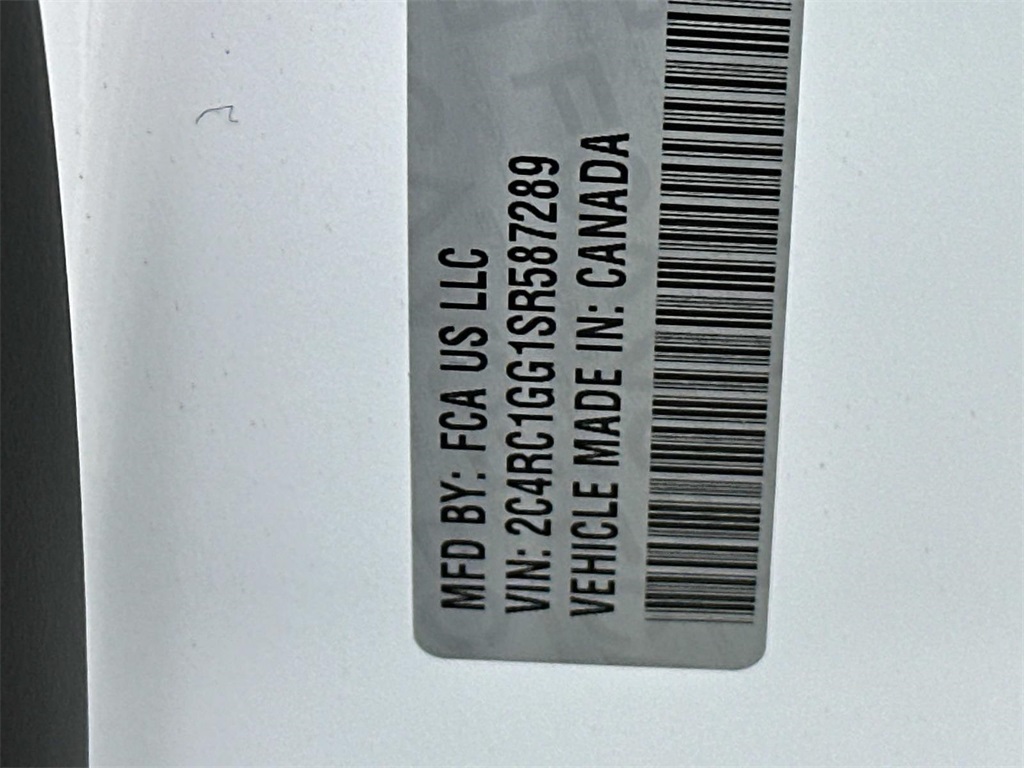 MFD BY: FCA US LLC
VIN: 2C4RC1GG1SR587289
VEHICLE MADE IN: CANADA